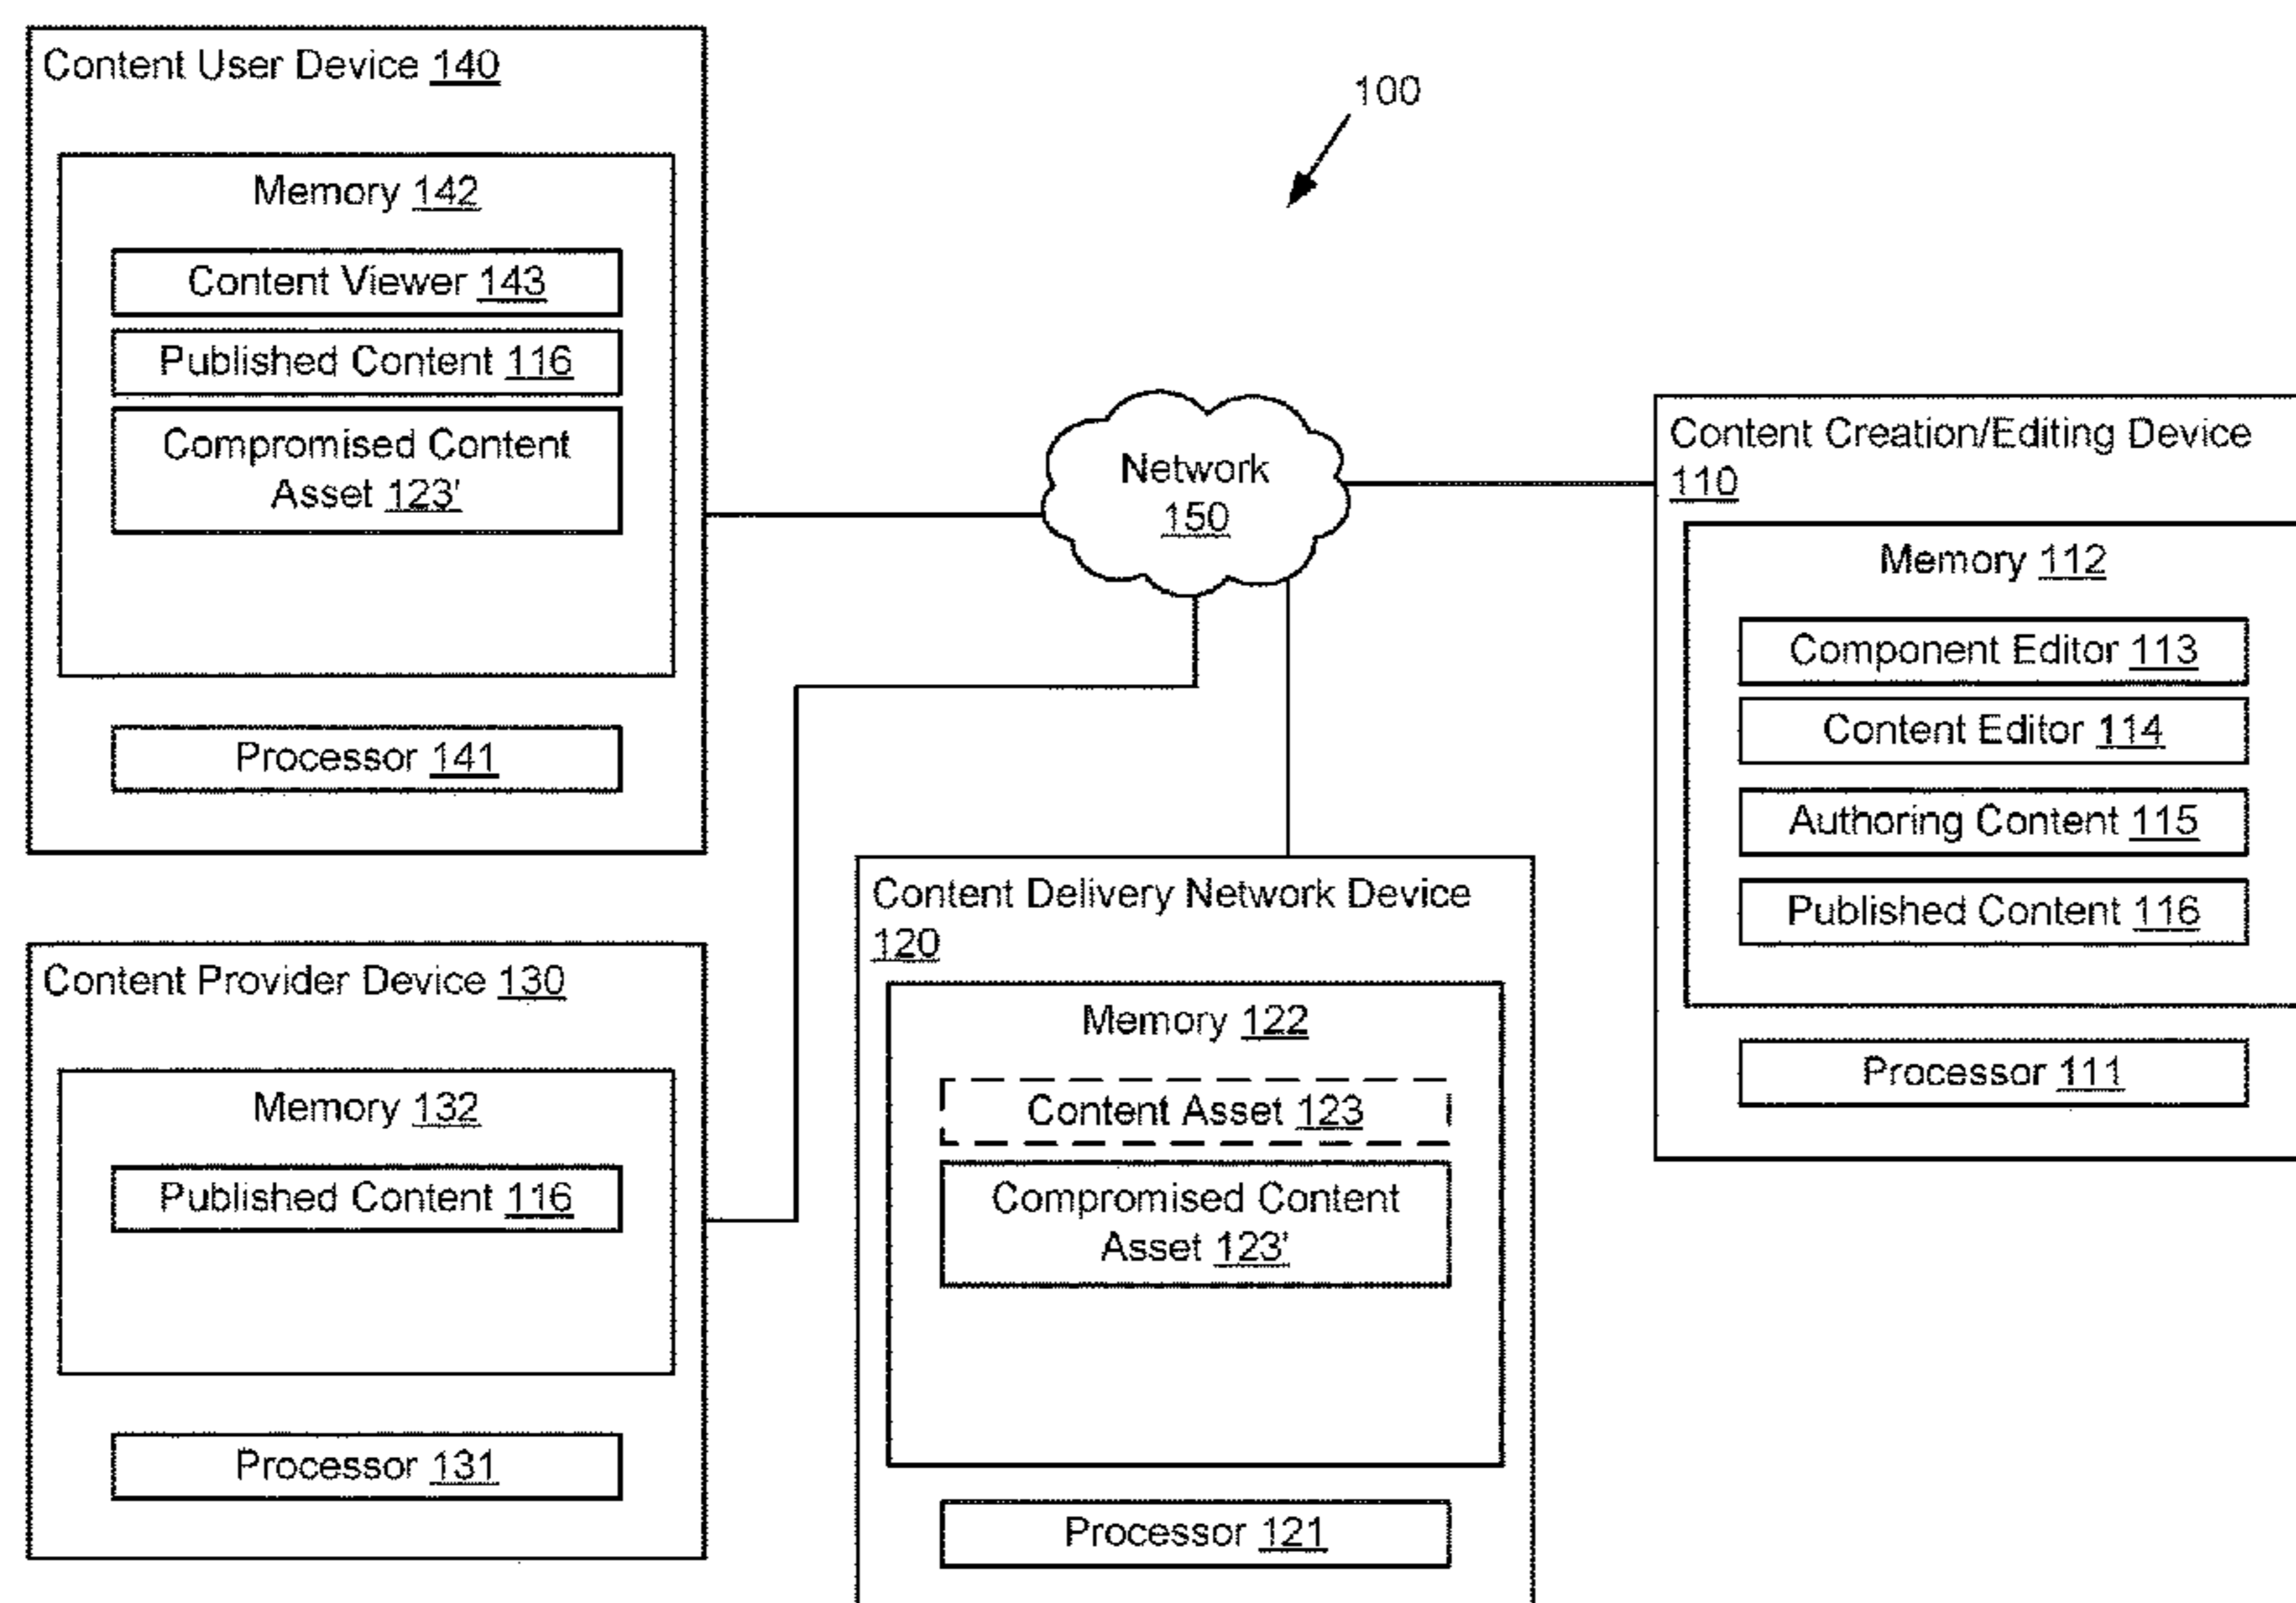 Content User Device 140
Memory 142
Content Viewer 143
Published Content 116
Compromised Content
Asset 123'
Processor 141
100
Network
150
Content Creation/Editing Device
110
Memory 112
Component Editor 113
Content Editor 114
Authoring Content 115
Published Content 116
Processor 111
Content Provider Device 130
Memory 132
Published Content 116
Processor 131
Content Delivery Network Device
120
Memory 122
Content Asset 123
Compromised Content
Asset 123'
Processor 121